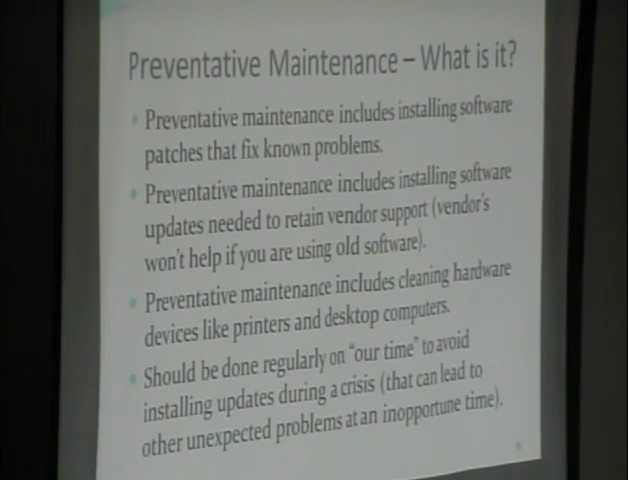 Preventative Maintenance – What is it?
Preventative maintenance includes installing software
patches that fix known problems.
Preventative maintenance includes installing software
updates needed to retain vendor support (vendor's
won't help if you are using old software).
Preventative maintenance includes cleaning hardware
devices like printers and desktop computers.
Should be done regularly on "our time" to avoid
installing updates during a crisis (that can lead to
other unexpected problems at an inopportune time).